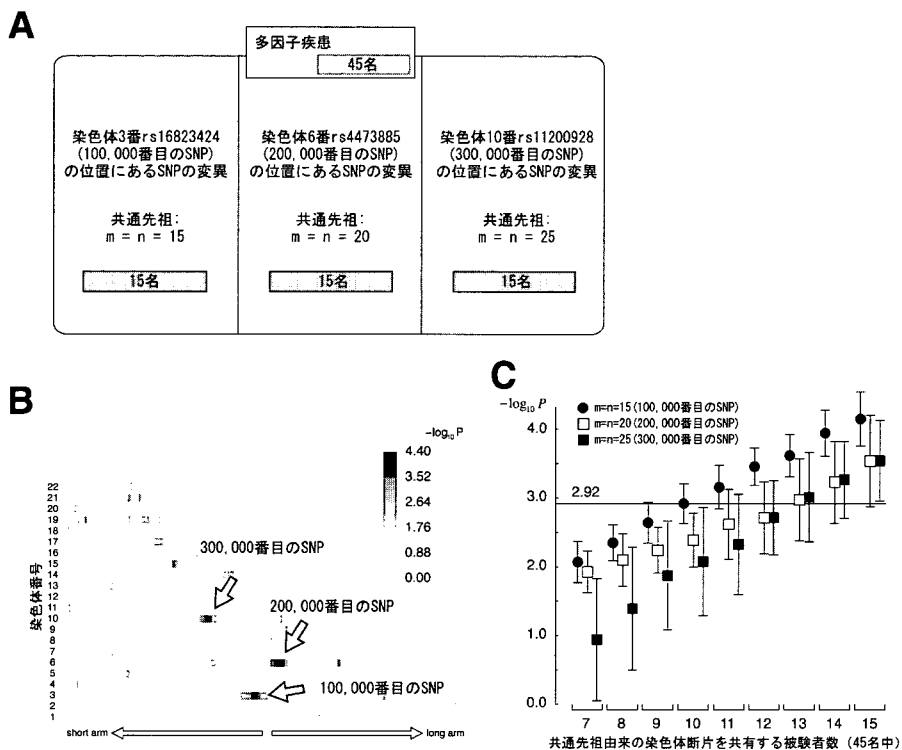 A
多因子疾患
45名
染色体3番rs16823424
(100,000番目のSNP)
の位置にあるSNPの変異
共通先祖:
m = n = 15
15名
染色体6番rs4473885
(200,000番目のSNP)
の位置にあるSNPの変異
共通先祖:
m = n = 20
15名
染色体10番rs11200928
(300,000番目のSNP)
の位置にあるSNPの変異
共通先祖:
m = n = 25
15名
B
-log10 P
4.40
3.52
2.64
1.76
0.88
0.00
染色体番号
22
21
20
19
18
17
16
15
14
13
12
11
10
9
8
7
6
5
4
3
2
1
300,000番目のSNP
200,000番目のSNP
100,000番目のSNP
short arm
long arm
C
-log10 P
m=n=15(100,000番目のSNP)
m=n=20(200,000番目のSNP)
m=n=25(300,000番目のSNP)
4.0
3.0
2.92
2.0
1.0
0.0
7 8 9 10 11 12 13 14 15
共通先祖由来の染色体断片を共有する被験者数 (45名中)